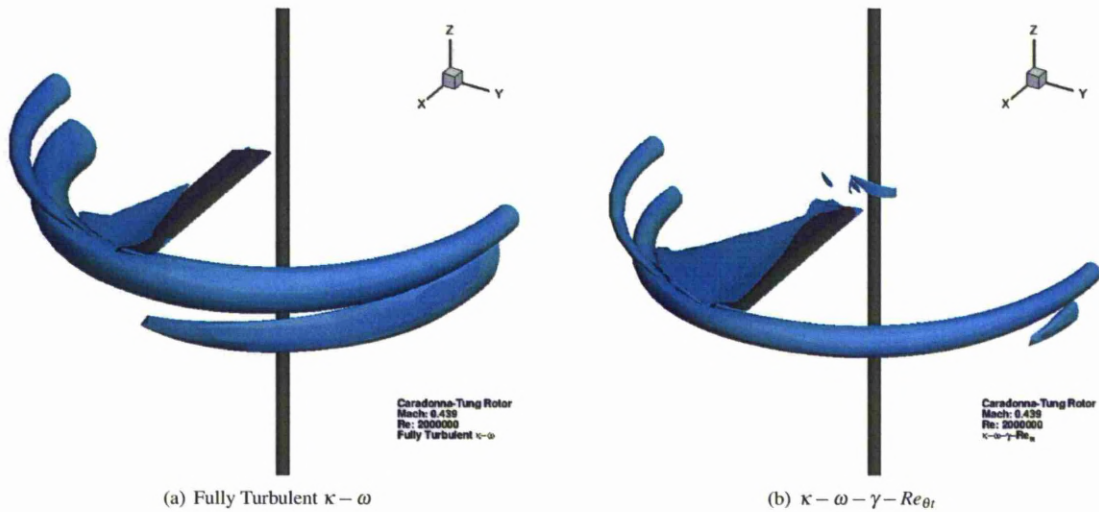 Z
X
Y
Caradonna-Tung Rotor
Mach: 0.439
Re: 2000000
Fully Turbulent κ-ω
(a) Fully Turbulent κ − ω
Z
X
Y
Caradonna-Tung Rotor
Mach: 0.439
Re: 2000000
κ-ω-γ-Re
(b) κ − ω − γ − Reθt